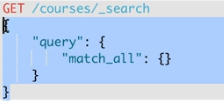 GET /courses/_search
{
    "query": {
        "match_all": {}
    }
}